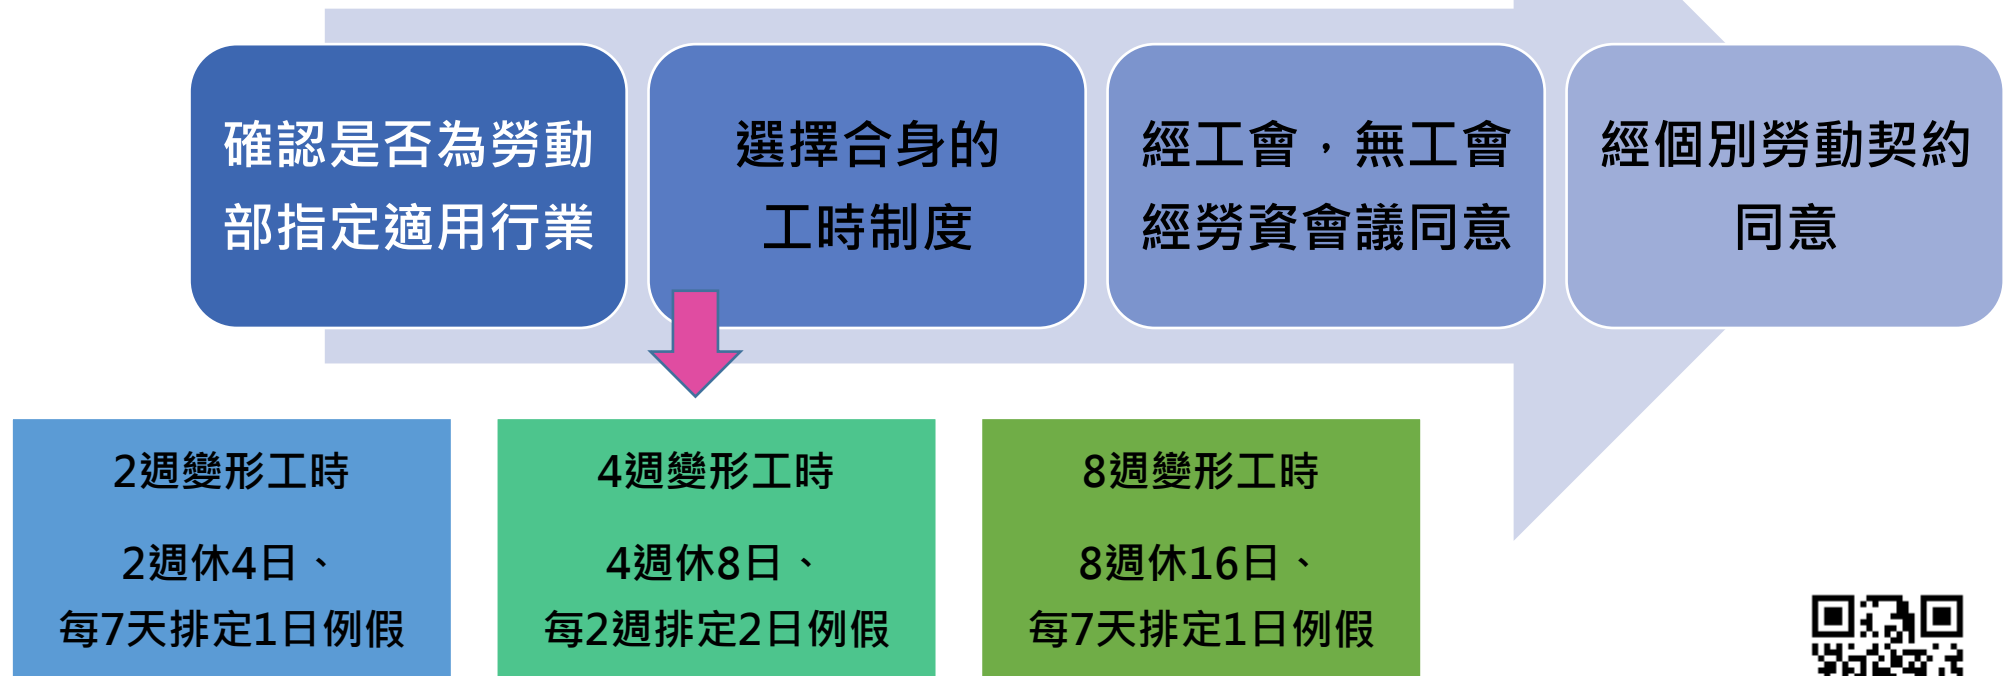 確認是否為勞動
部指定適用行業
選擇合身的
工時制度
經工會，無工會
經勞資會議同意
經個別勞動契約
同意
2週變形工時
2週休4日、
每7天排定1日例假
4週變形工時
4週休8日、
每2週排定2日例假
8週變形工時
8週休16日、
每7天排定1日例假